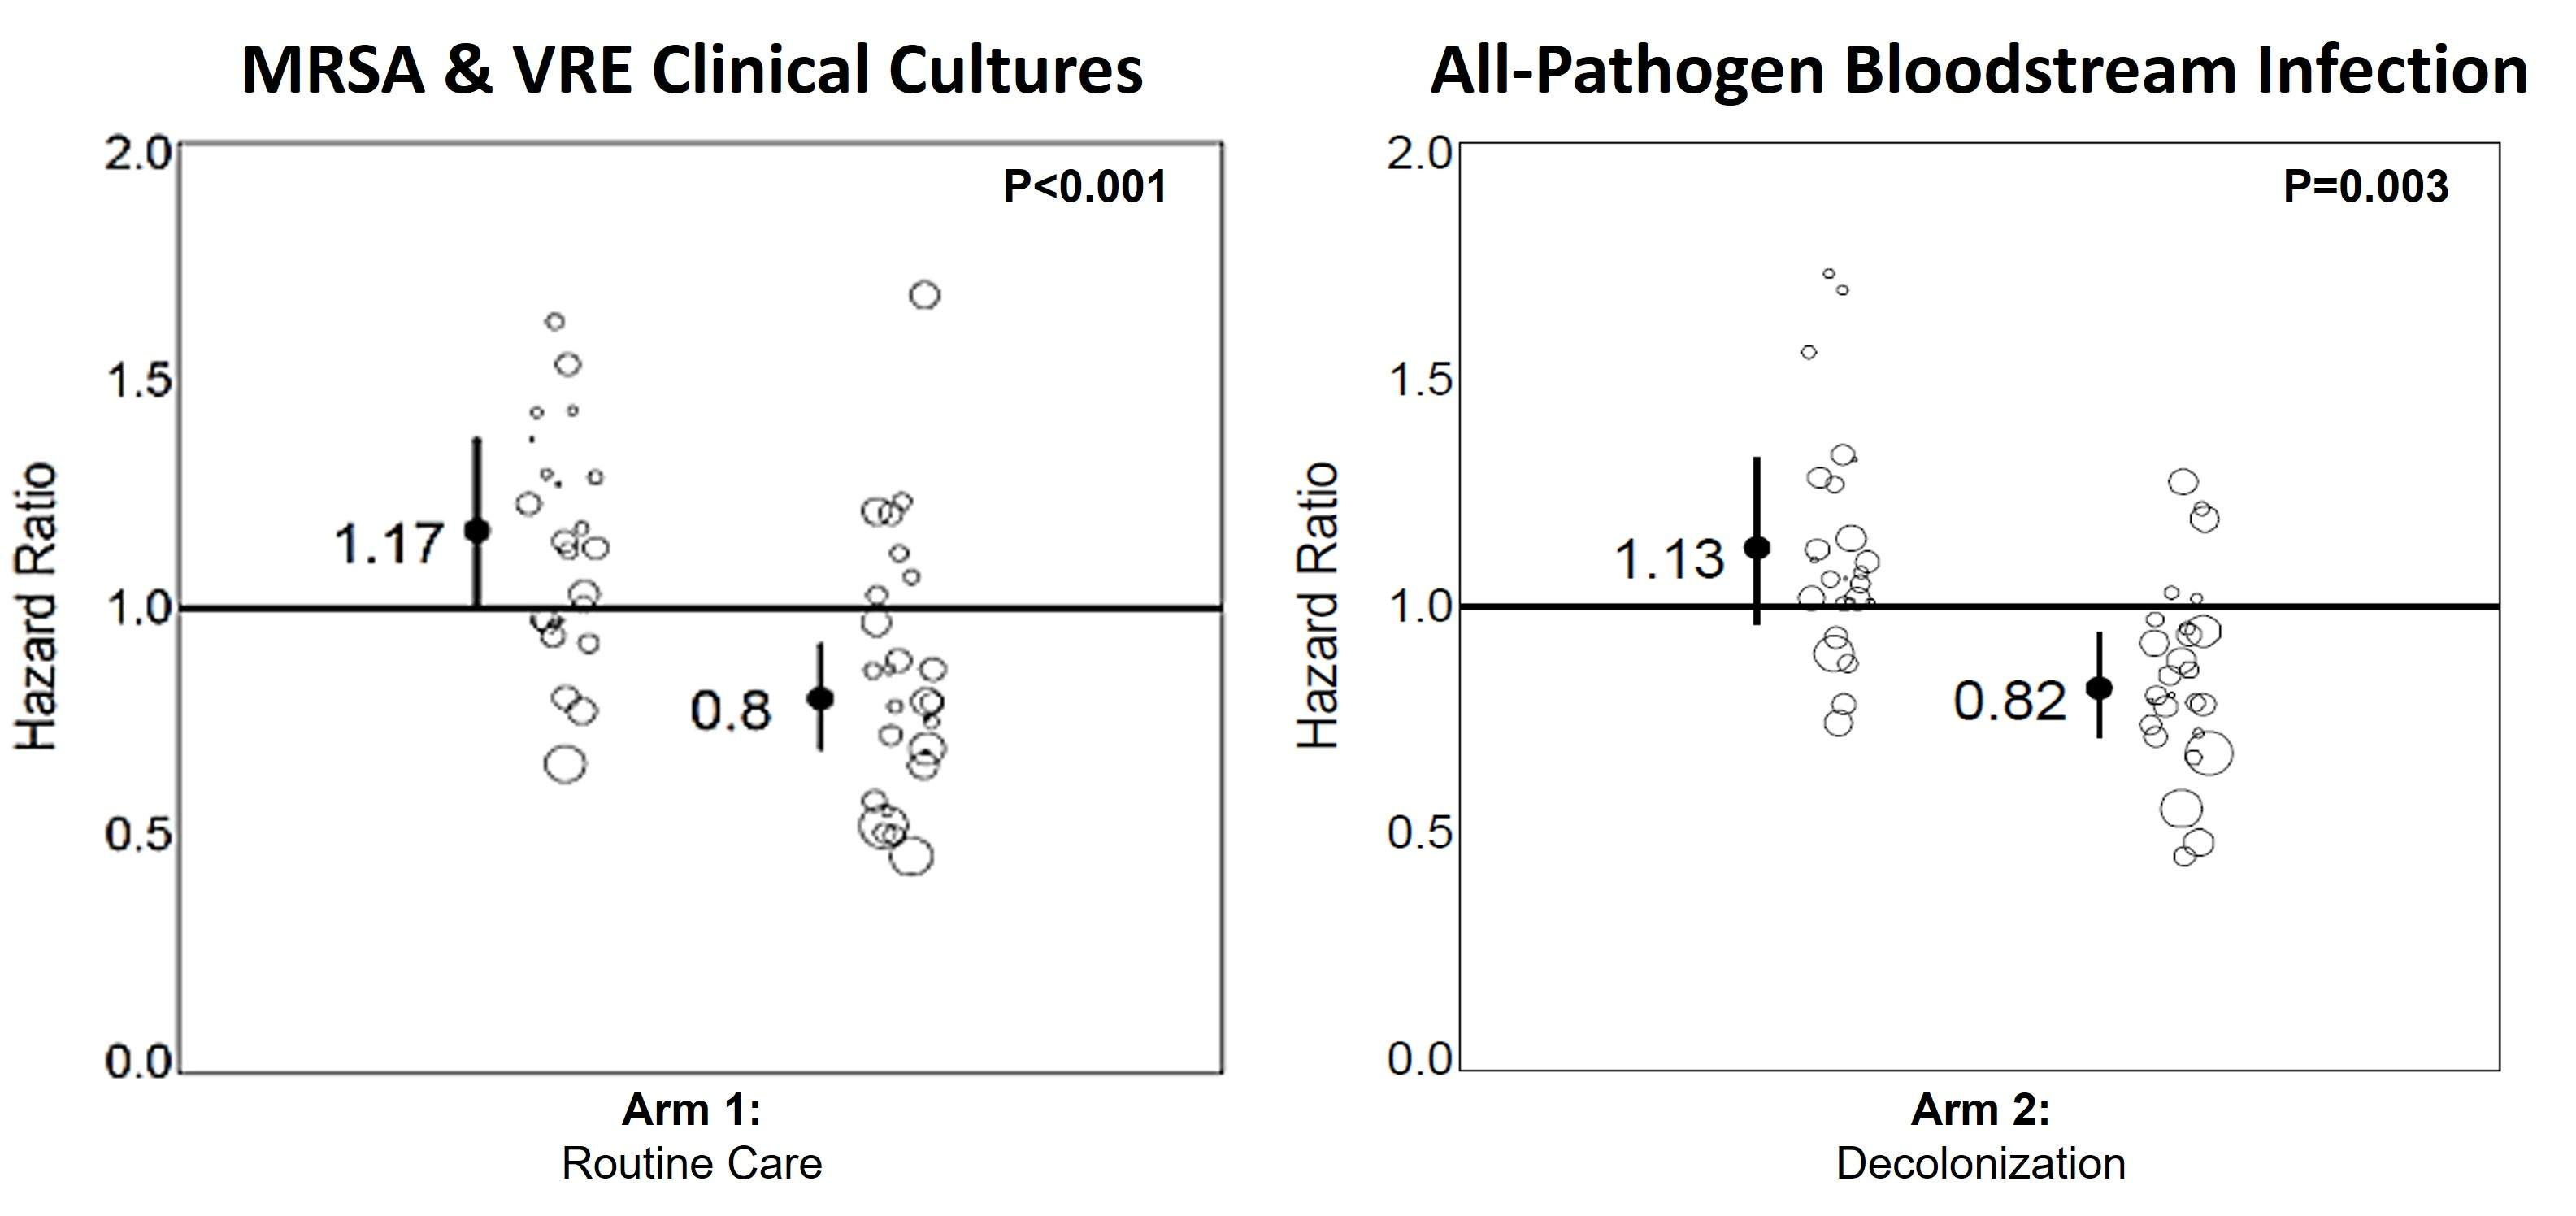 MRSA & VRE Clinical Cultures
2.0
P<0.001
1.5
1.17
1.0
0.8
0.5
0.0
Hazard Ratio
Arm 1:
Routine Care
All-Pathogen Bloodstream Infection
2.0
P=0.003
1.5
1.13
1.0
0.82
0.5
0.0
Hazard Ratio
Arm 2:
Decolonization